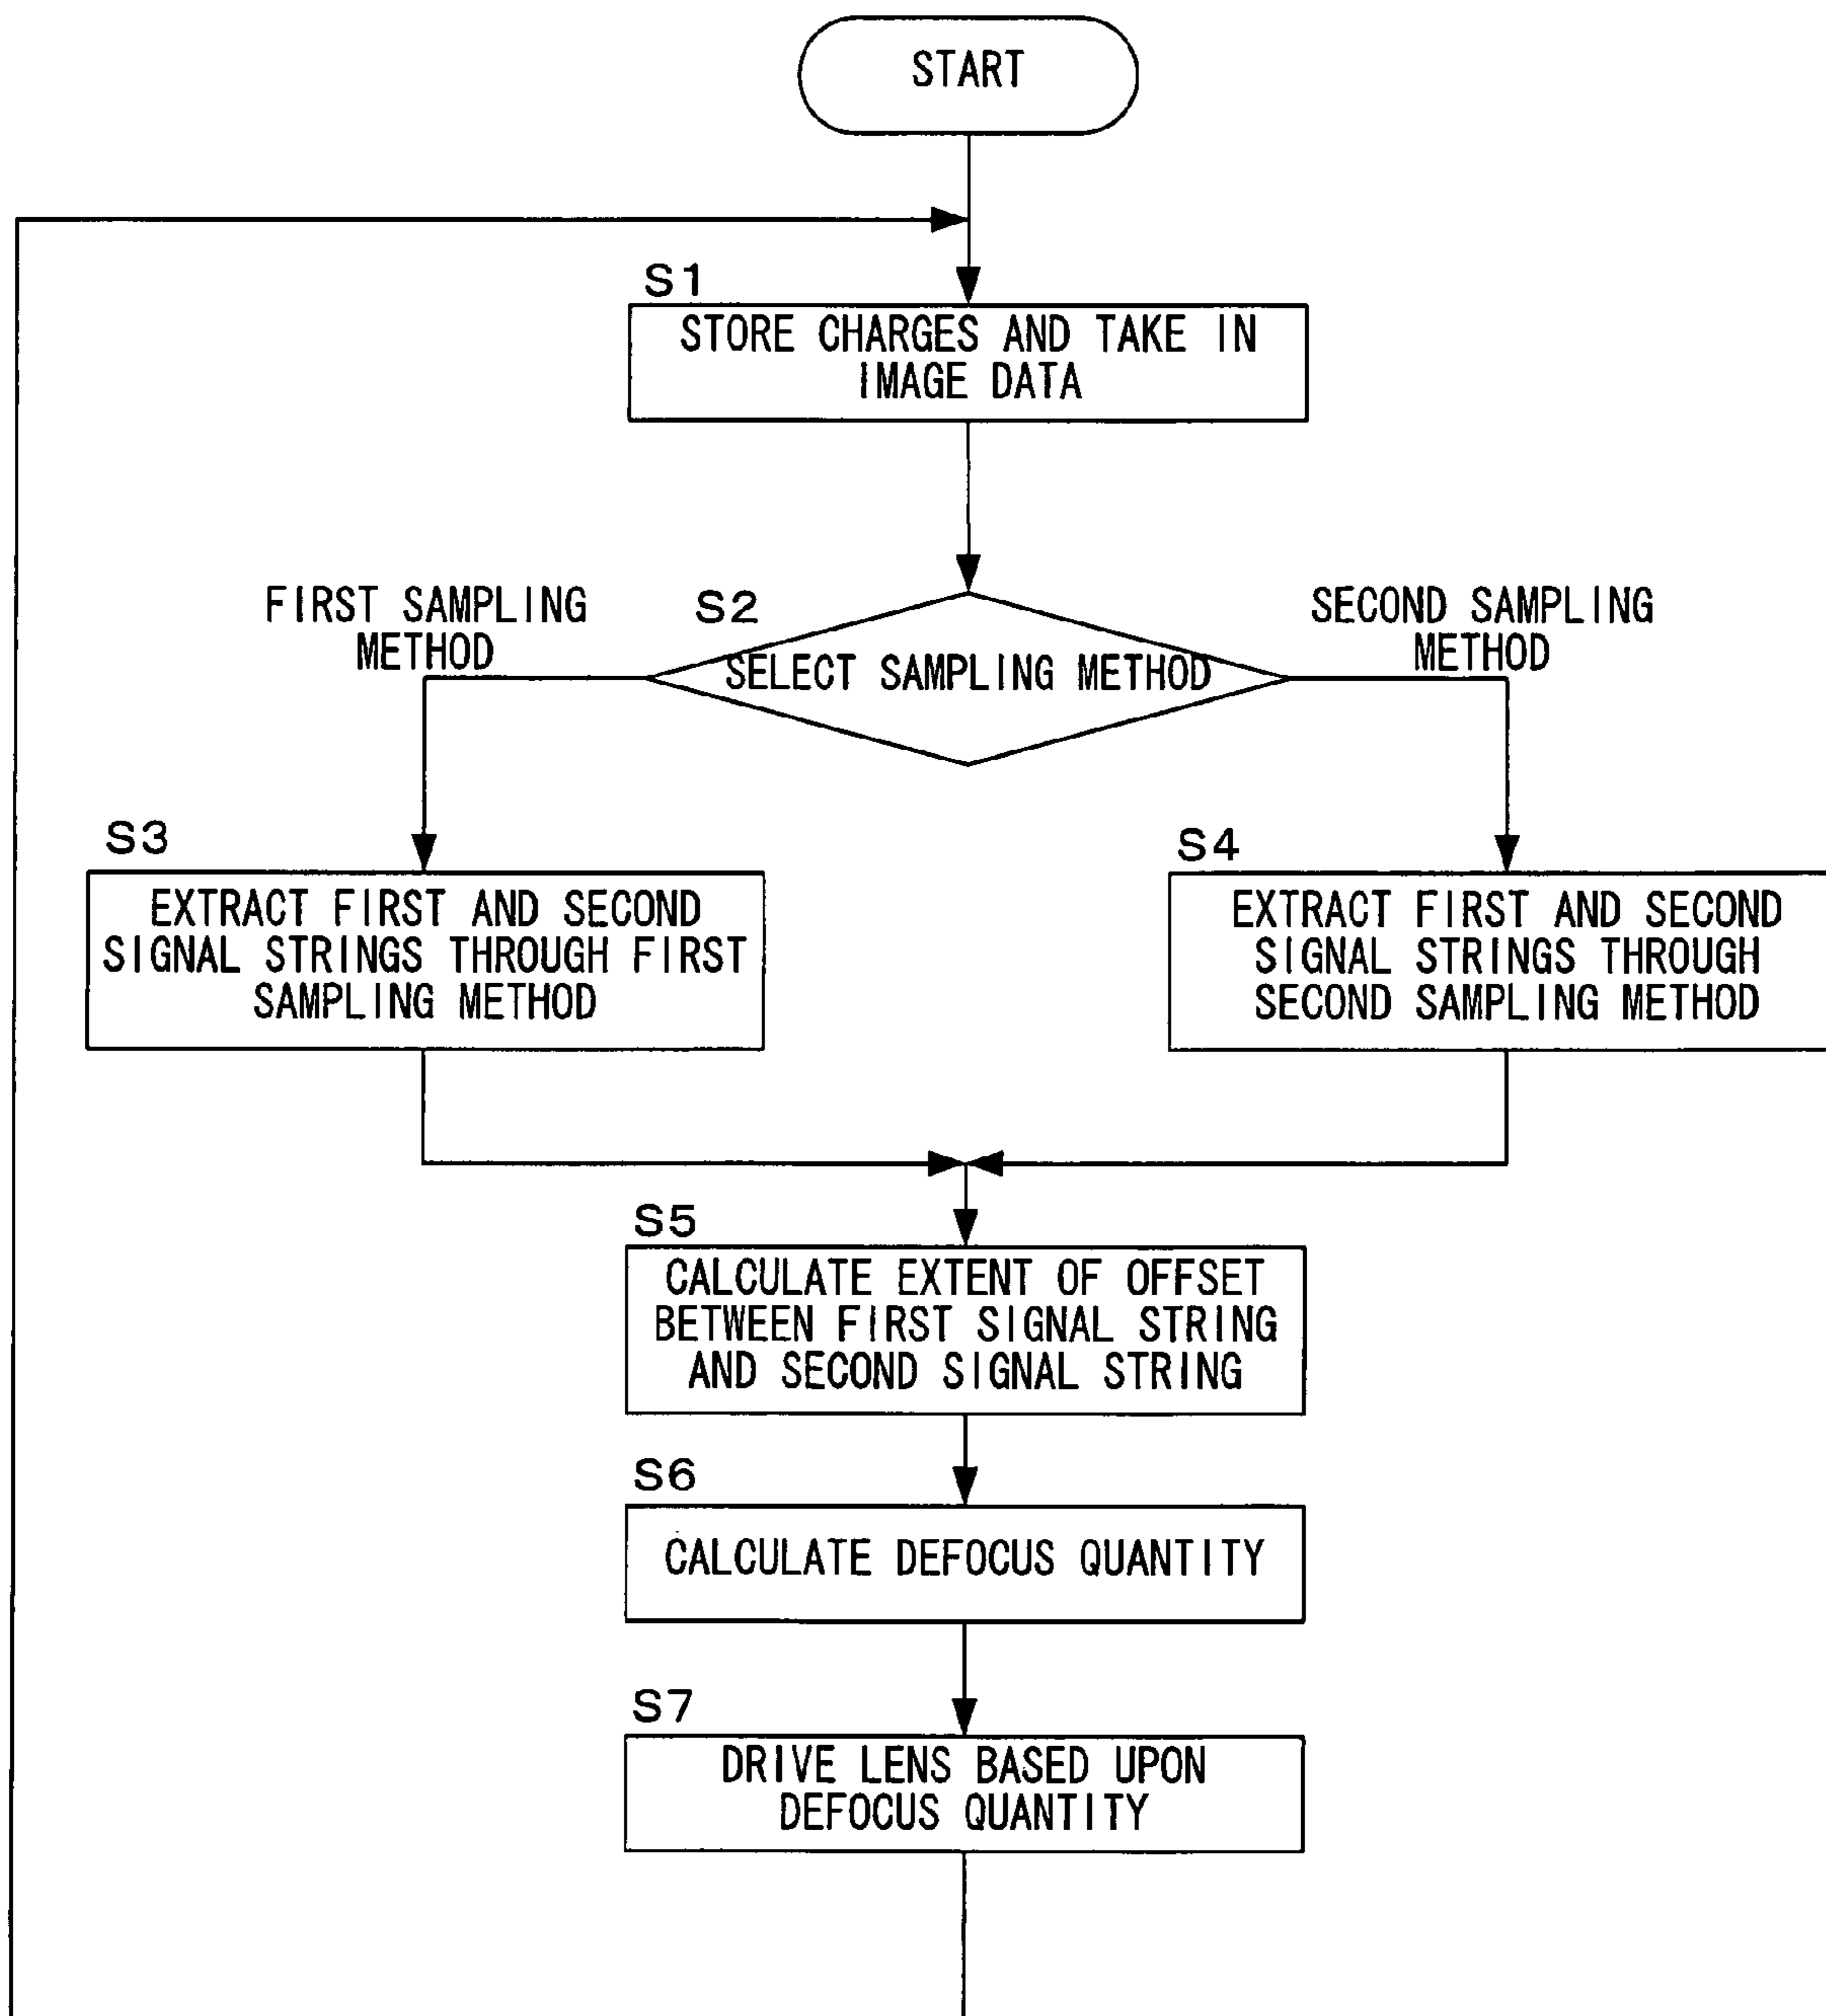 START
S1
STORE CHARGES AND TAKE IN
IMAGE DATA
FIRST SAMPLING
METHOD
S2
SELECT SAMPLING METHOD
SECOND SAMPLING
METHOD
S3
EXTRACT FIRST AND SECOND
SIGNAL STRINGS THROUGH FIRST
SAMPLING METHOD
S4
EXTRACT FIRST AND SECOND
SIGNAL STRINGS THROUGH
SECOND SAMPLING METHOD
S5
CALCULATE EXTENT OF OFFSET
BETWEEN FIRST SIGNAL STRING
AND SECOND SIGNAL STRING
S6
CALCULATE DEFOCUS QUANTITY
S7
DRIVE LENS BASED UPON
DEFOCUS QUANTITY